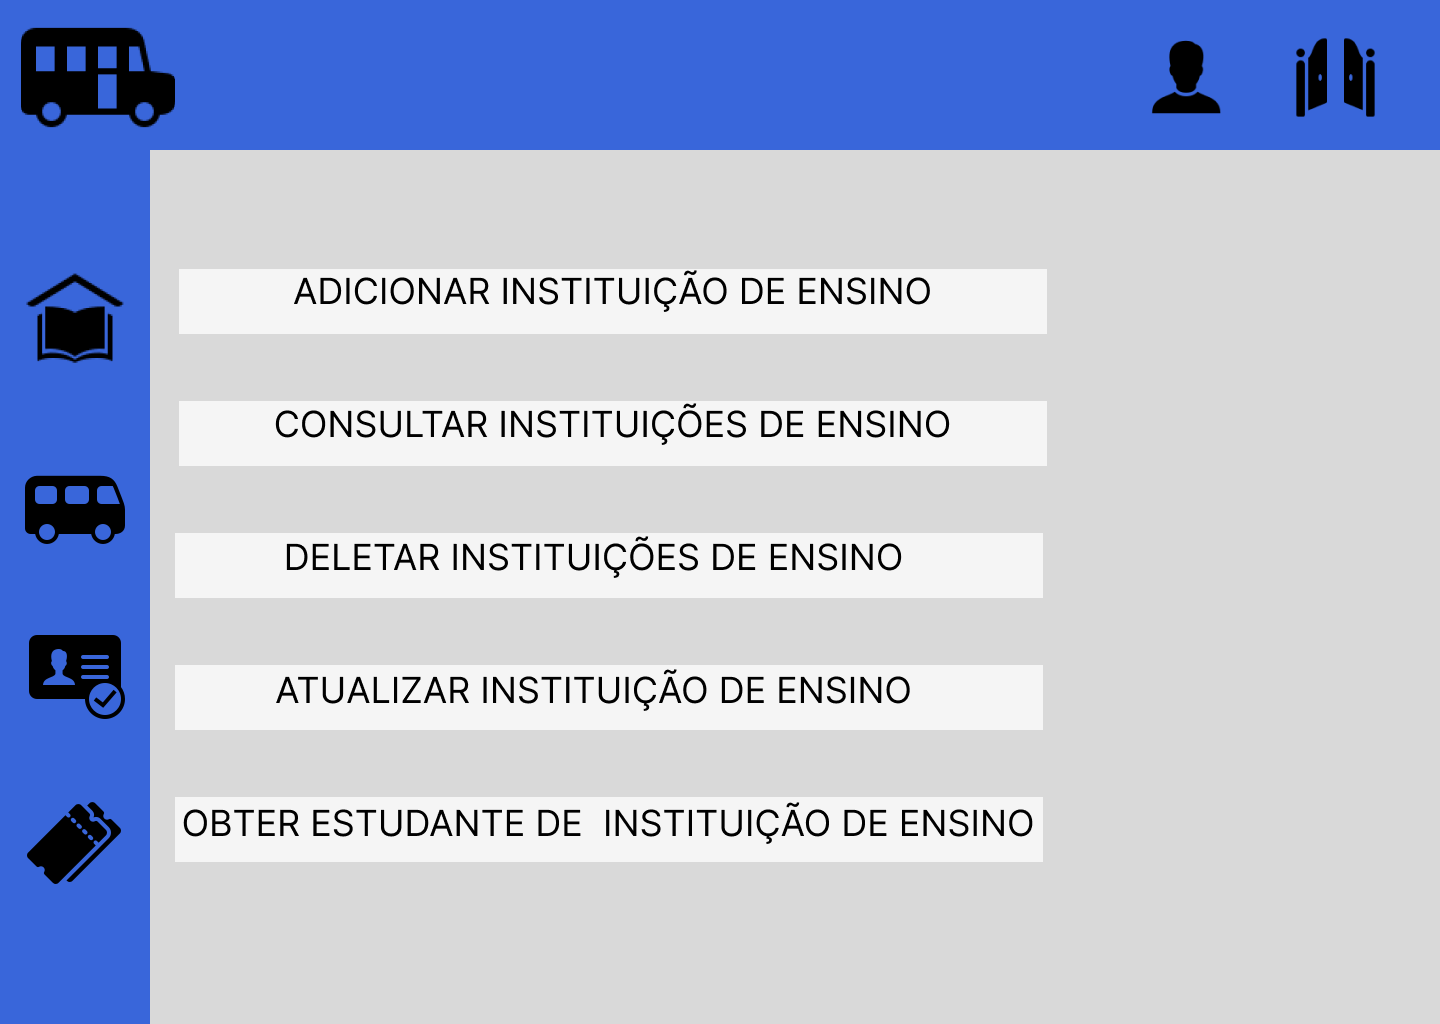 ADICIONAR INSTITUIÇÃO DE ENSINO
CONSULTAR INSTITUIÇÕES DE ENSINO
DELETAR INSTITUIÇÕES DE ENSINO
ATUALIZAR INSTITUIÇÃO DE ENSINO
OBTER ESTUDANTE DE  INSTITUIÇÃO DE ENSINO